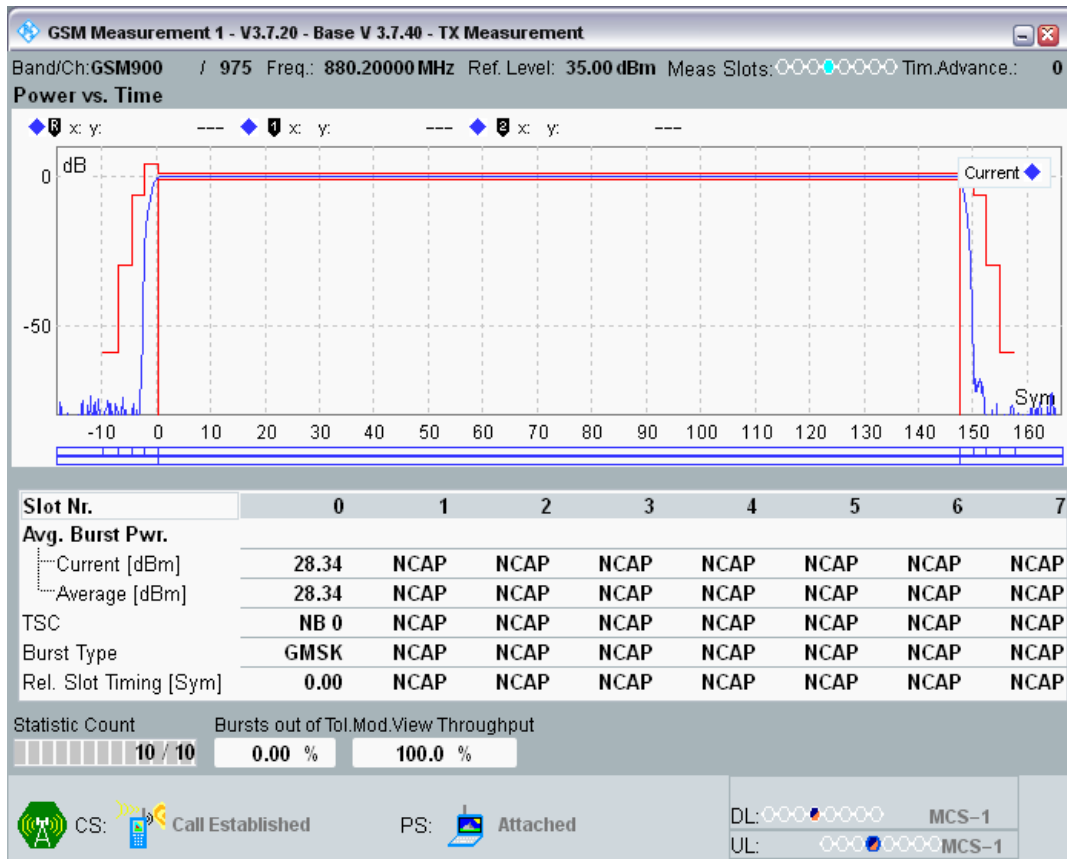 GSM Measurement 1 - V3.7.20 - Base V 3.7.40 - TX Measurement
Band/Ch:GSM900 / 975 Freq.: 880.20000 MHz Ref. Level: 35.00 dBm Meas Slots: Tim.Advance.: 0
Power vs. Time
R x: y: --- 1 x: y: --- 2 x: y: ---
dB
Current
0
-50
Sym
-10 0 10 20 30 40 50 60 70 80 90 100 110 120 130 140 150 160
Slot Nr. 0 1 2 3 4 5 6 7
Avg. Burst Pwr.
Current [dBm] 28.34 NCAP NCAP NCAP NCAP NCAP NCAP NCAP
Average [dBm] 28.34 NCAP NCAP NCAP NCAP NCAP NCAP NCAP
TSC NB 0 NCAP NCAP NCAP NCAP NCAP NCAP NCAP
Burst Type GMSK NCAP NCAP NCAP NCAP NCAP NCAP NCAP
Rel. Slot Timing [Sym] 0.00 NCAP NCAP NCAP NCAP NCAP NCAP NCAP
Statistic Count Bursts out of Tol. Mod.View Throughput
10 / 10 0.00 % 100.0 %
CS: Call Established PS: Attached DL: MCS-1
UL: MCS-1